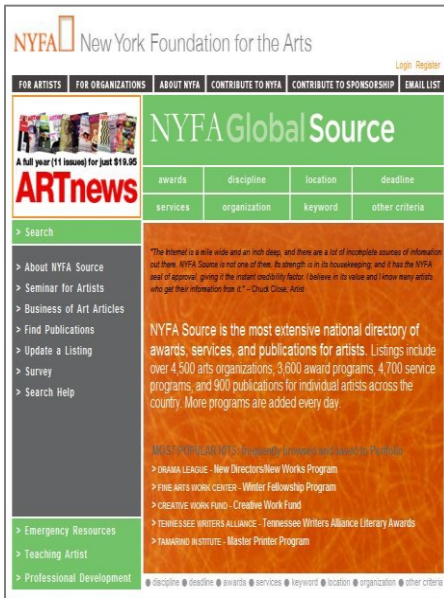 NYFA New York Foundation for the Arts
Login Register
FOR ARTISTS FOR ORGANIZATIONS ABOUT NYFA CONTRIBUTE TO NYFA CONTRIBUTE TO SPONSORSHIP EMAIL LIST
A full year (11 issues) for just $19.95
ARTnews
NYFA Global Source
awards discipline location deadline
services organization keyword other criteria
> Search
> About NYFA Source
> Seminar for Artists
> Business of Art Articles
> Find Publications
> Update a Listing
> Survey
> Search Help
"The Internet is a mile wide and an inch deep, and there are a lot of incomplete sources of information
out there. NYFA Source is not one of them. Its strength is in its housekeeping; and it has the NYFA
seal of approval, giving it the instant credibility factor. I believe in its value and I know many artists
who get their information from it." – Chuck Close, Artist
NYFA Source is the most extensive national directory of
awards, services, and publications for artists. Listings include
over 4,500 arts organizations, 3,600 award programs, 4,700 service
programs, and 900 publications for individual artists across the
country. More programs are added every day.
MOST POPULAR frequently browsed and
> DRAMA LEAGUE - New Directors/New Works Program
> FINE ARTS WORK CENTER - Winter Fellowship Program
> CREATIVE WORK FUND - Creative Work Fund
> TENNESSEE WRITERS ALLIANCE - Tennessee Writers Alliance Literary Awards
> TAMARIND INSTITUTE - Master Printer Program
> Emergency Resources
> Teaching Artist
> Professional Development
discipline deadline awards services keyword location organization other criteria